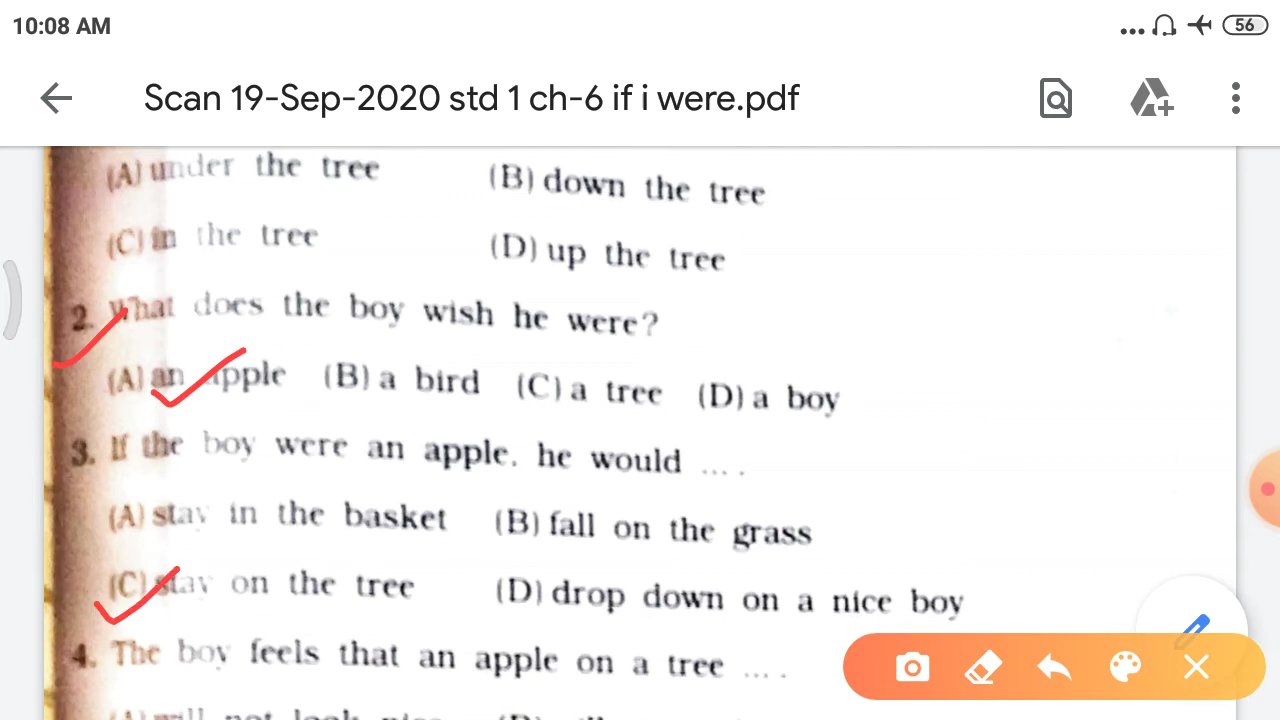 10:08 AM
56
Scan 19-Sep-2020 std 1 ch-6 if i were.pdf
(A) under the tree (B) down the tree
(C) in the tree (D) up the tree
2. What does the boy wish he were?
(A) an apple (B) a bird (C) a tree (D) a boy
3. If the boy were an apple, he would ... .
(A) stay in the basket (B) fall on the grass
(C) stay on the tree (D) drop down on a nice boy
4. The boy feels that an apple on a tree ... .
(A) will not look